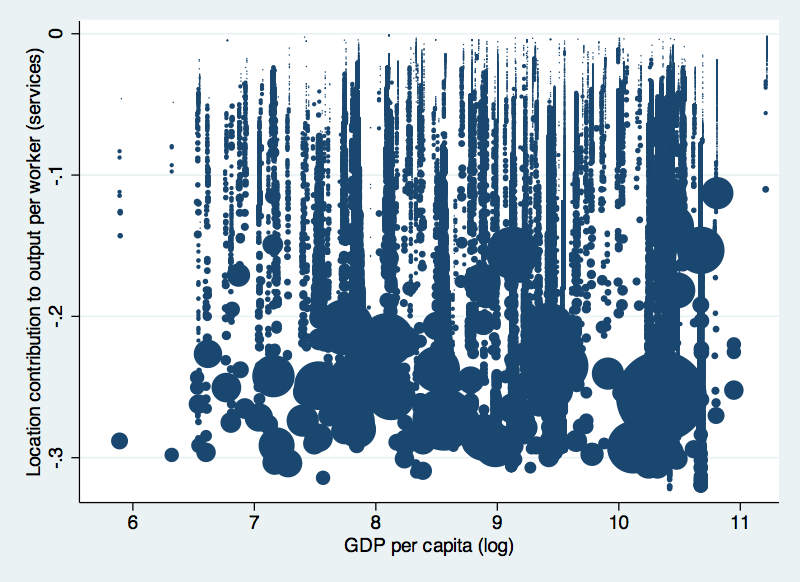 Location contribution to output per worker (services)
0
-.1
-.2
-.3
6 7 8 9 10 11
GDP per capita (log)